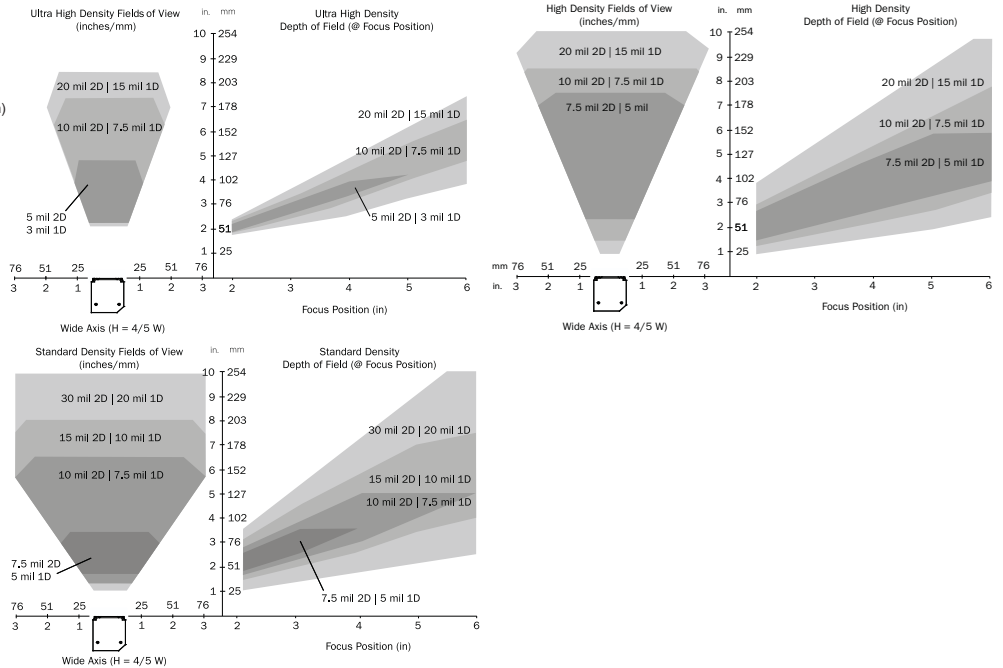 Ultra High Density Fields of View
(inches/mm)
in. mm
Ultra High Density
Depth of Field (@ Focus Position)
10 254
9 229
8 203
7 178
6 152
5 127
4 102
3 76
2 51
1 25
20 mil 2D | 15 mil 1D
10 mil 2D | 7.5 mil 1D
5 mil 2D
3 mil 1D
20 mil 2D | 15 mil 1D
10 mil 2D | 7.5 mil 1D
5 mil 2D | 3 mil 1D
76 51 25 25 51 76
3 2 1 1 2 3
2 3 4 5 6
Focus Position (in)
Wide Axis (H = 4/5 W)
High Density Fields of View
(inches/mm)
in. mm
High Density
Depth of Field (@ Focus Position)
10 254
9 229
8 203
7 178
6 152
5 127
4 102
3 76
2 51
1 25
20 mil 2D | 15 mil 1D
10 mil 2D | 7.5 mil 1D
7.5 mil 2D | 5 mil
20 mil 2D | 15 mil 1D
10 mil 2D | 7.5 mil 1D
7.5 mil 2D | 5 mil 1D
mm 76 51 25 25 51 76
in. 3 2 1 1 2 3
2 3 4 5 6
Focus Position (in)
Wide Axis (H = 4/5 W)
Standard Density Fields of View
(inches/mm)
in. mm
Standard Density
Depth of Field (@ Focus Position)
10 254
9 229
8 203
7 178
6 152
5 127
4 102
3 76
2 51
1 25
30 mil 2D | 20 mil 1D
15 mil 2D | 10 mil 1D
10 mil 2D | 7.5 mil 1D
7.5 mil 2D
5 mil 1D
30 mil 2D | 20 mil 1D
15 mil 2D | 10 mil 1D
10 mil 2D | 7.5 mil 1D
7.5 mil 2D | 5 mil 1D
76 51 25 25 51 76
3 2 1 1 2 3
2 3 4 5 6
Focus Position (in)
Wide Axis (H = 4/5 W)